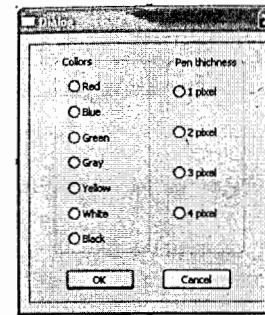 Dialog
Collors
Red
Blue
Green
Gray
Yellow
White
Black
Pen thickness
1 pixel
2 pixel
3 pixel
4 pixel
OK
Cancel